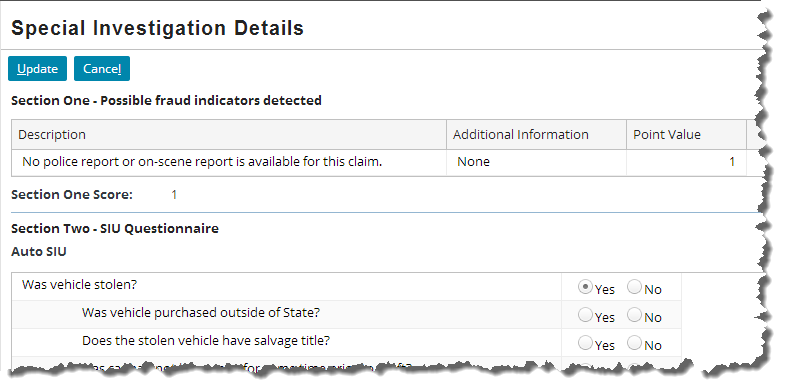 Special Investigation Details
Update Cancel
Section One - Possible fraud indicators detected
Description Additional Information Point Value
No police report or on-scene report is available for this claim. None 1
Section One Score: 1
Section Two - SIU Questionnaire
Auto SIU
Was vehicle stolen? Yes No
Was vehicle purchased outside of State? Yes No
Does the stolen vehicle have salvage title? Yes No